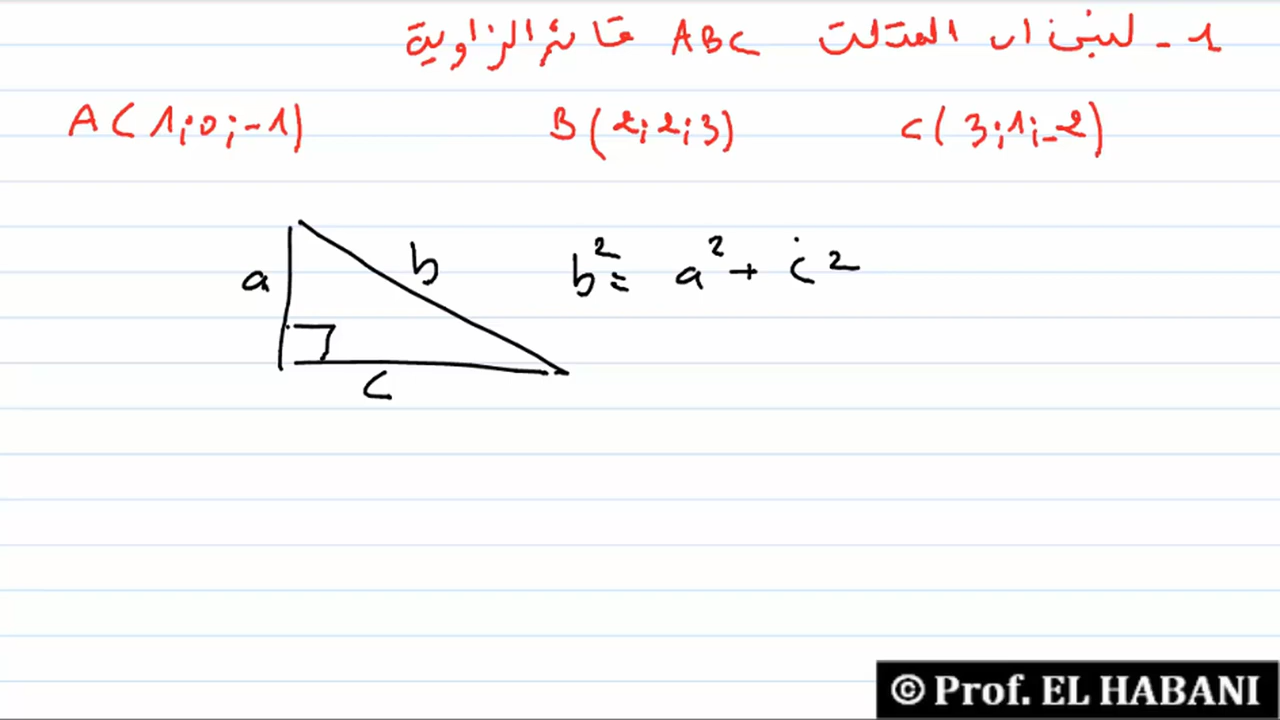 1 - لنبين ان المثلث ABC قائم الزاوية
A(1;0;-1) B(2;2;3) C(3;1;-2)
a b b² = a² + c²
c
© Prof. EL HABANI